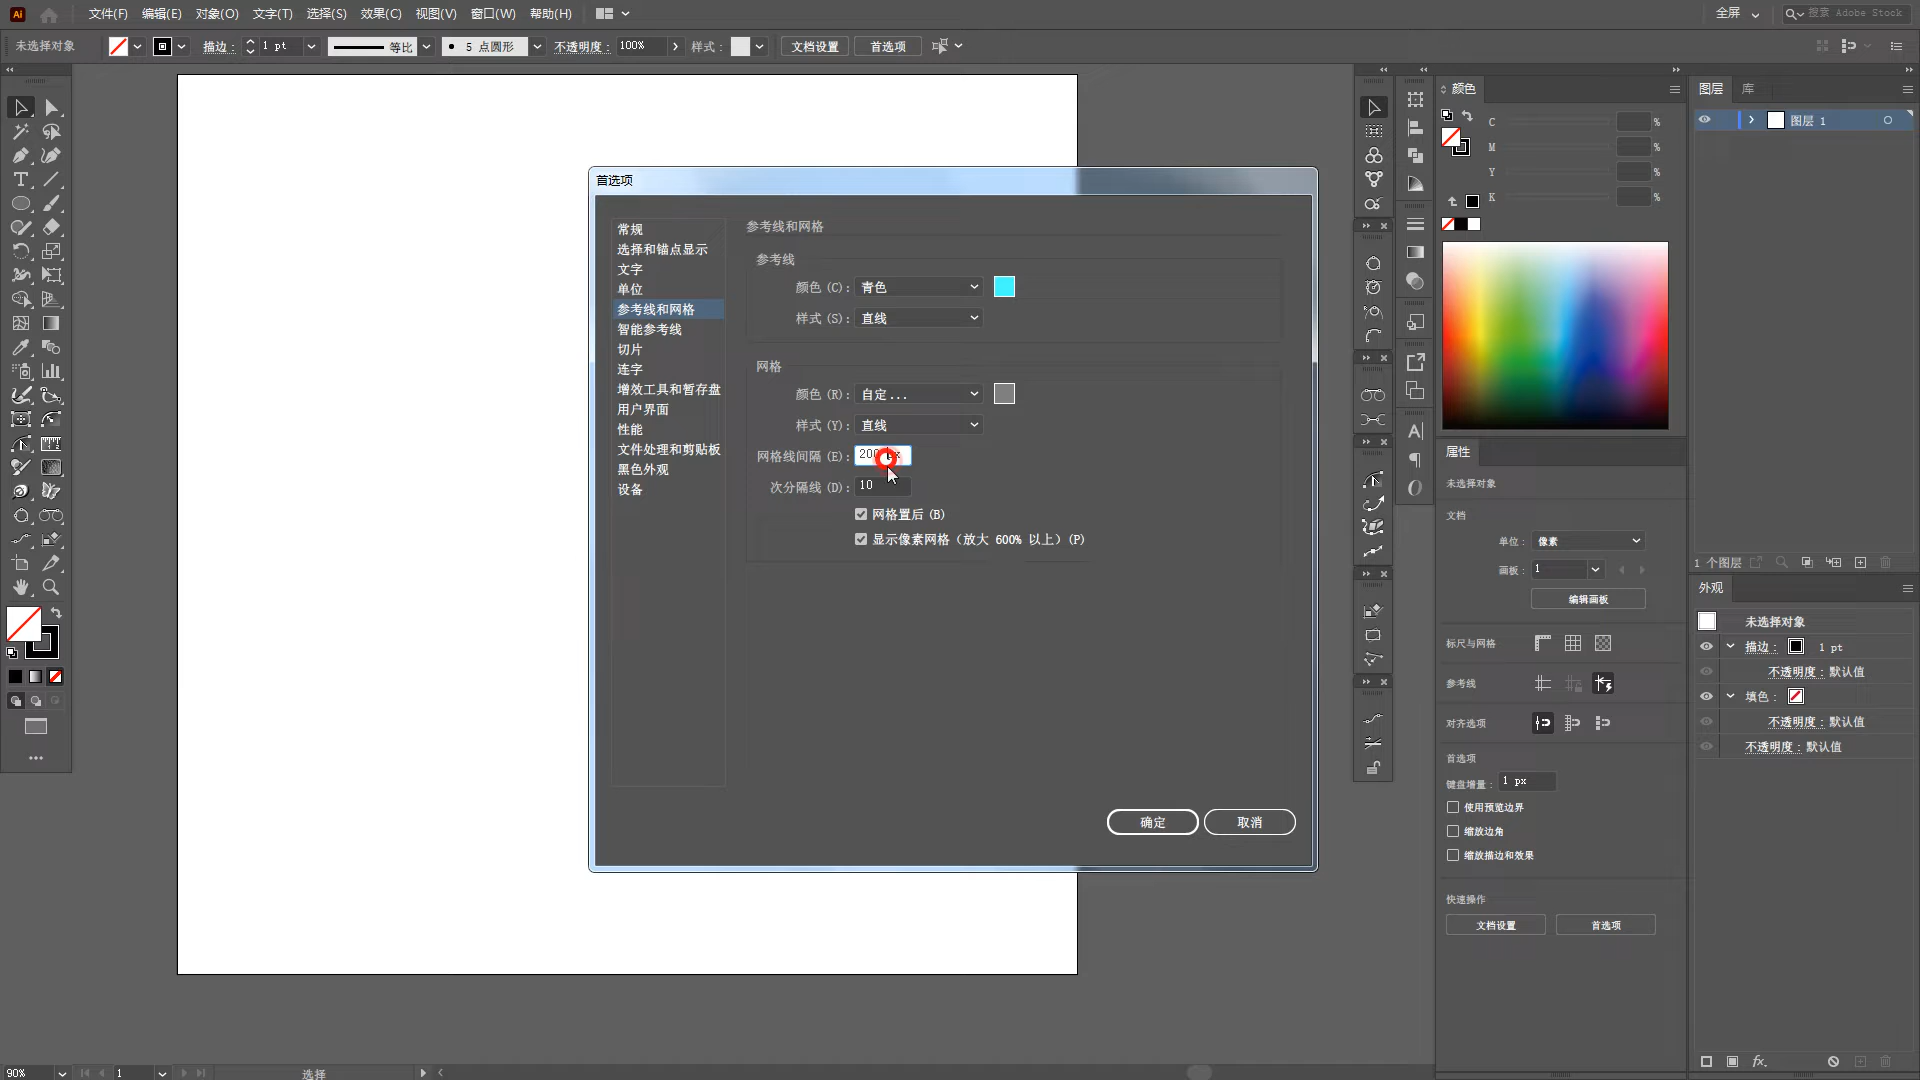 Ai 文件(F) 编辑(E) 对象(O) 文字(T) 选择(S) 效果(C) 视图(V) 窗口(W) 帮助(H) 全屏 搜索 Adobe Stock
未选择对象 描边: 1 pt 等比 5 点圆形 不透明度: 100% 样式: 文档设置 首选项
首选项
常规
选择和锚点显示
文字
单位
参考线和网格
智能参考线
切片
连字
增效工具和暂存盘
用户界面
性能
文件处理和剪贴板
黑色外观
设备
参考线和网格
参考线
颜色(C): 青色
样式(S): 直线
网格
颜色(R): 自定...
样式(Y): 直线
网格线间隔(E): 200 px
次分隔线(D): 10
网格置后(B)
显示像素网格（放大 600% 以上）(P)
确定 取消
颜色
C %
M %
Y %
K %
属性
未选择对象
文档
单位: 像素
画板: 1
编辑画板
标尺与网格
参考线
对齐选项
首选项
键盘增量: 1 px
使用预览边界
缩放边角
缩放描边和效果
快速操作
文档设置 首选项
图层 库
图层 1
1 个图层
外观
未选择对象
描边: 1 pt
不透明度: 默认值
填色:
不透明度: 默认值
不透明度: 默认值
fx.
90% 1 选择